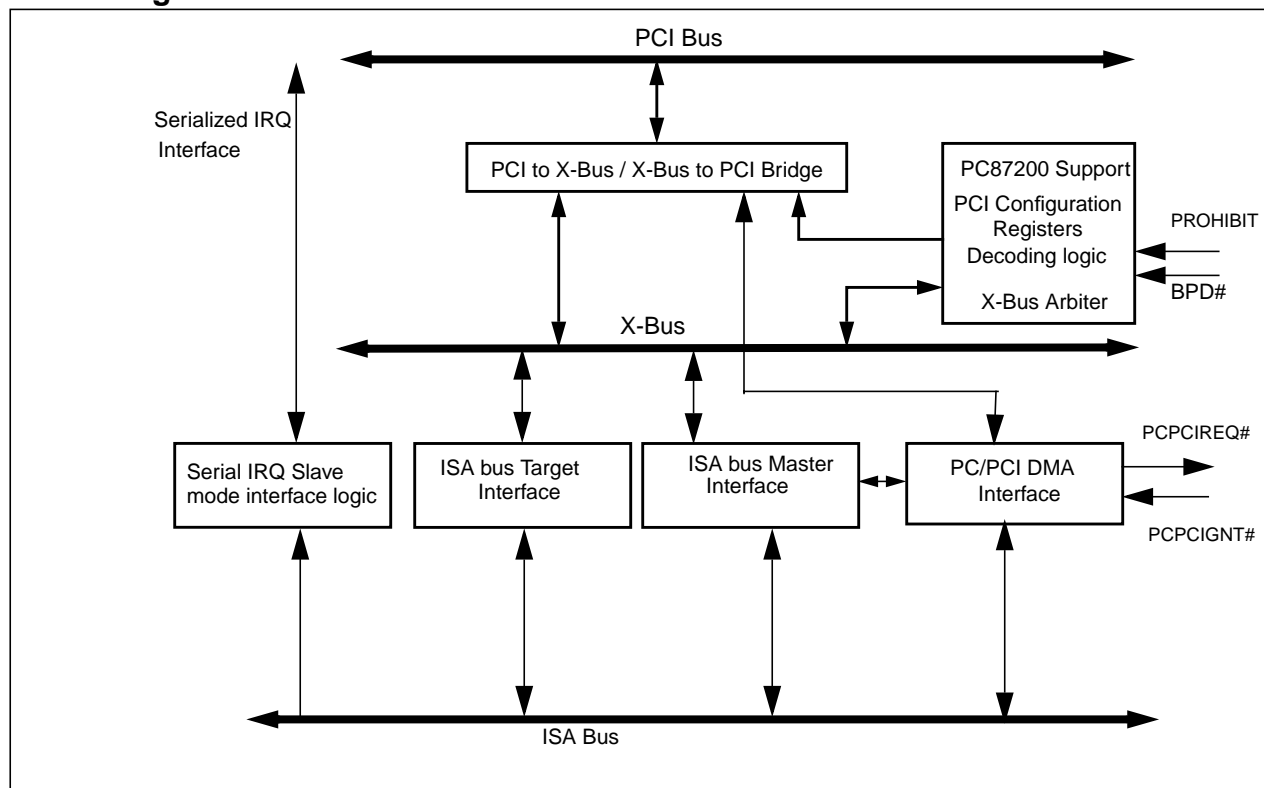 PCI Bus
Serialized IRQ
Interface
PCI to X-Bus / X-Bus to PCI Bridge
PC87200 Support
PCI Configuration
Registers
Decoding logic
X-Bus Arbiter
PROHIBIT
BPD#
X-Bus
Serial IRQ Slave
mode interface logic
ISA bus Target
Interface
ISA bus Master
Interface
PC/PCI DMA
Interface
PCPCIREQ#
PCPCIGNT#
ISA Bus